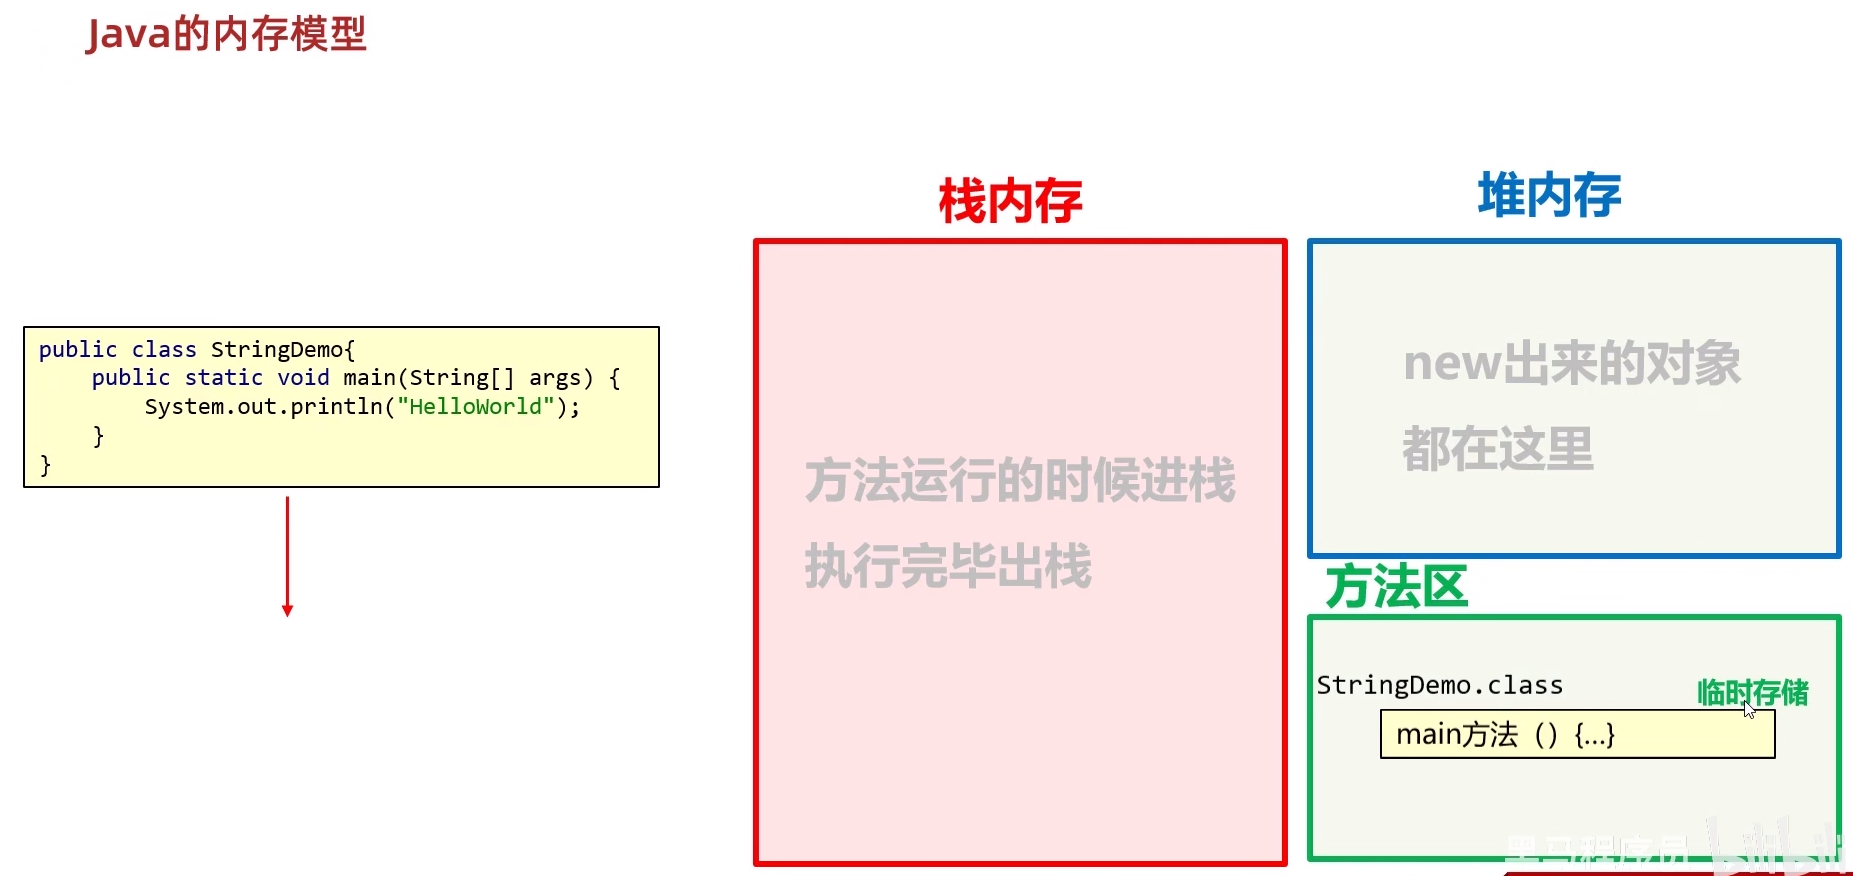 Java的内存模型
栈内存
堆内存
public class StringDemo{
    public static void main(String[] args) {
        System.out.println("HelloWorld");
    }
}
方法运行的时候进栈
执行完毕出栈
new出来的对象
都在这里
方法区
StringDemo.class
临时存储
main方法（）{...}
黑马程序员
bilibili